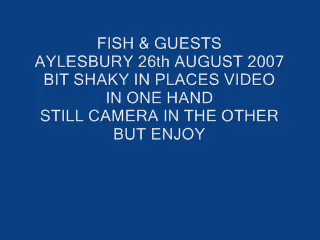 FISH & GUESTS
AYLESBURY 26th AUGUST 2007
BIT SHAKY IN PLACES VIDEO
IN ONE HAND
STILL CAMERA IN THE OTHER
BUT ENJOY